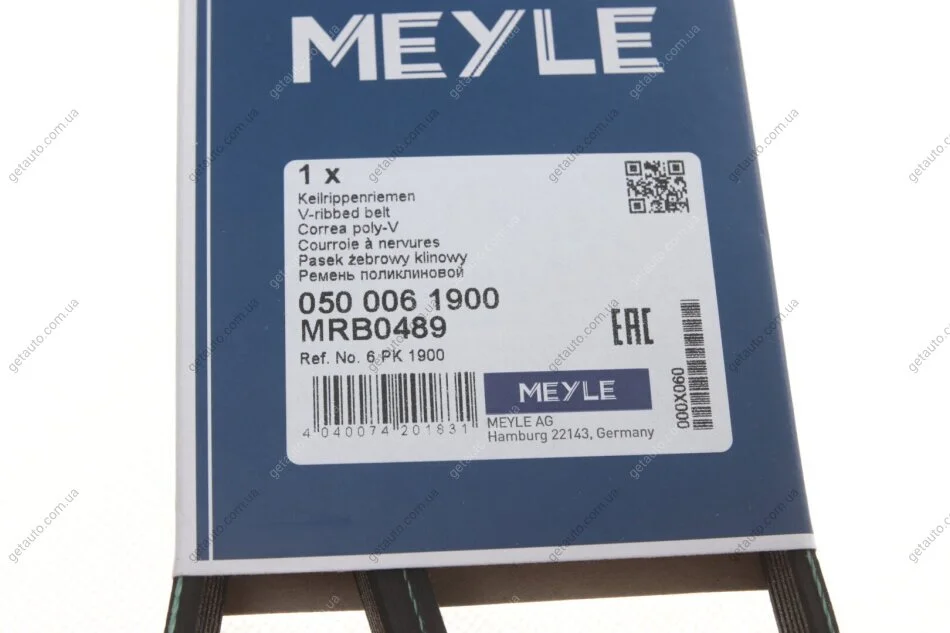 MEYLE
1 x
Keilrippenriemen
V-ribbed belt
Correa poly-V
Courroie à nervures
Pasek żebrowy klinowy
Ремень поликлиновой
050 006 1900
MRB0489
Ref. No. 6 PK 1900
EAC
000X060
MEYLE
4 040074 201831
MEYLE AG
Hamburg 22143, Germany
getauto.com.ua